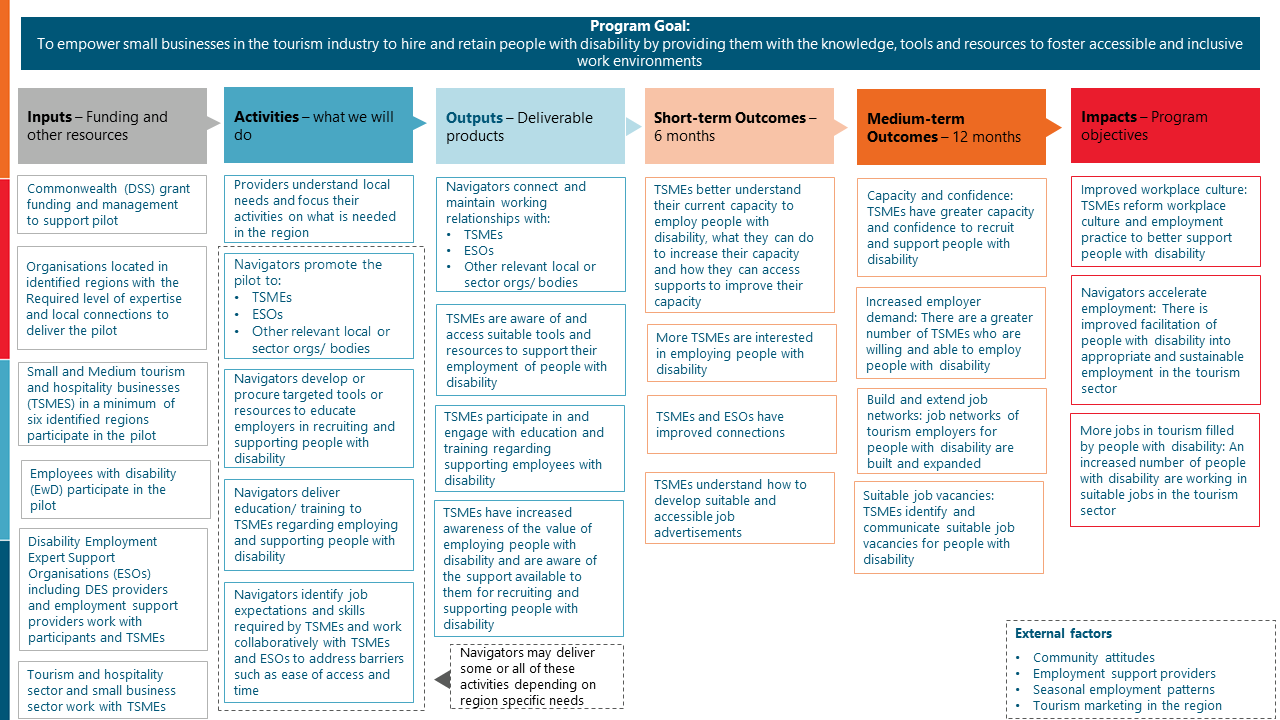 Program Goal:
To empower small businesses in the tourism industry to hire and retain people with disability by providing them with the knowledge, tools and resources to foster accessible and inclusive
work environments
Inputs – Funding and
other resources
Commonwealth (DSS) grant
funding and management
to support pilot
Organisations located in
identified regions with the
Required level of expertise
and local connections to
deliver the pilot
Small and Medium tourism
and hospitality businesses
(TSMES) in a minimum of
six identified regions
participate in the pilot
Employees with disability
(EwD) participate in the
pilot
Disability Employment
Expert Support
Organisations (ESOs)
including DES providers
and employment support
providers work with
participants and TSMEs
Tourism and hospitality
sector and small business
sector work with TSMEs
Activities – what we will
do
Providers understand local
needs and focus their
activities on what is needed
in the region
Navigators promote the
pilot to:
• TSMEs
• ESOs
• Other relevant local or
sector orgs/ bodies
Navigators develop or
procure targeted tools or
resources to educate
employers in recruiting and
supporting people with
disability
Navigators deliver
education/ training to
TSMEs regarding employing
and supporting people with
disability
Navigators identify job
expectations and skills
required by TSMEs and work
collaboratively with TSMEs
and ESOs to address barriers
such as ease of access and
time
Outputs – Deliverable
products
Navigators connect and
maintain working
relationships with:
• TSMEs
• ESOs
• Other relevant local or
sector orgs/ bodies
TSMEs are aware of and
access suitable tools and
resources to support their
employment of people with
disability
TSMEs participate in and
engage with education and
training regarding
supporting employees with
disability
TSMEs have increased
awareness of the value of
employing people with
disability and are aware of
the support available to
them for recruiting and
supporting people with
disability
Navigators may deliver
some or all of these
activities depending on
region specific needs
Short-term Outcomes –
6 months
TSMEs better understand
their current capacity to
employ people with
disability, what they can do
to increase their capacity
and how they can access
supports to improve their
capacity
More TSMEs are interested
in employing people with
disability
TSMEs and ESOs have
improved connections
TSMEs understand how to
develop suitable and
accessible job
advertisements
Medium-term
Outcomes – 12 months
Capacity and confidence:
TSMEs have greater capacity
and confidence to recruit
and support people with
disability
Increased employer
demand: There are a greater
number of TSMEs who are
willing and able to employ
people with disability
Build and extend job
networks: job networks of
tourism employers for
people with disability are
built and expanded
Suitable job vacancies:
TSMEs identify and
communicate suitable job
vacancies for people with
disability
Impacts – Program
objectives
Improved workplace culture:
TSMEs reform workplace
culture and employment
practice to better support
people with disability
Navigators accelerate
employment: There is
improved facilitation of
people with disability into
appropriate and sustainable
employment in the tourism
sector
More jobs in tourism filled
by people with disability: An
increased number of people
with disability are working in
suitable jobs in the tourism
sector
External factors
• Community attitudes
• Employment support providers
• Seasonal employment patterns
• Tourism marketing in the region